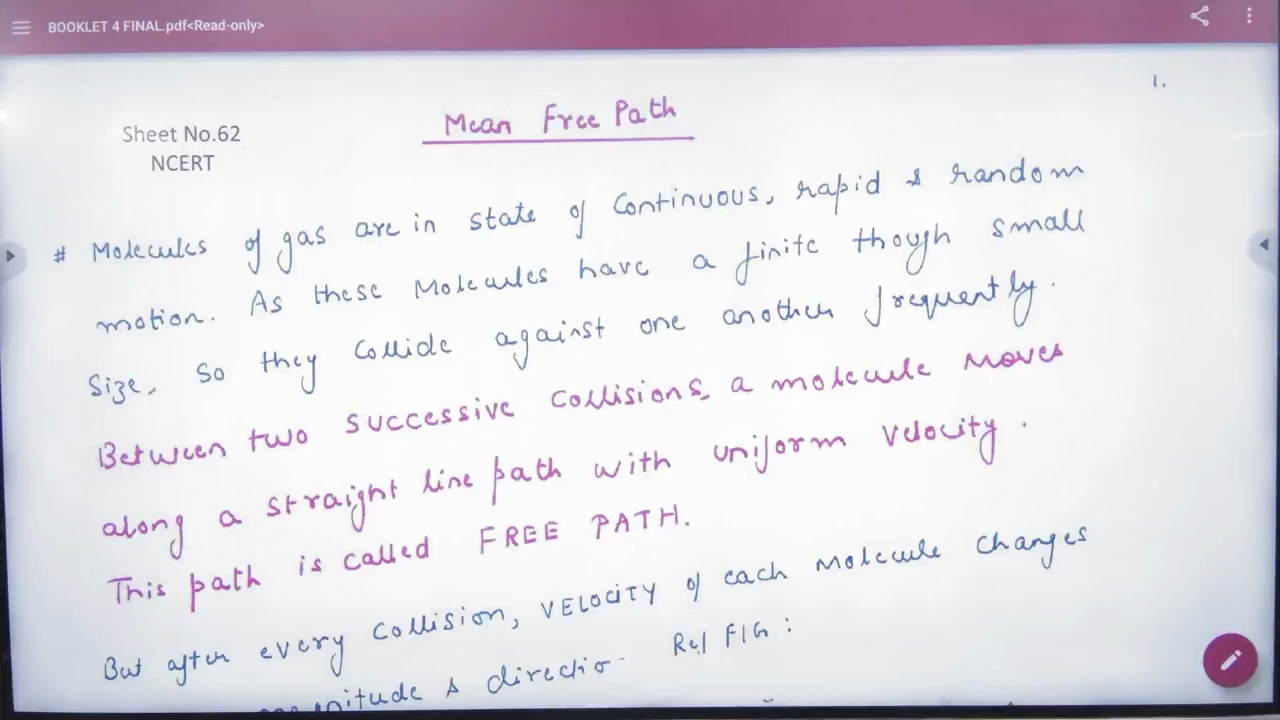 BOOKLET 4 FINAL.pdf<Read-only>
1.
Mean Free Path
Sheet No.62
NCERT
# Molecules of gas are in state of Continuous, rapid & random
motion. As these Molecules have a finite though small
Size, So they Collide against one another frequently.
Between two successive Collisions, a molecule moves
along a straight line path with uniform velocity.
This path is called FREE PATH.
But after every Collision, VELOCITY of each Molecule Changes
magnitude & direction Ref FIG :